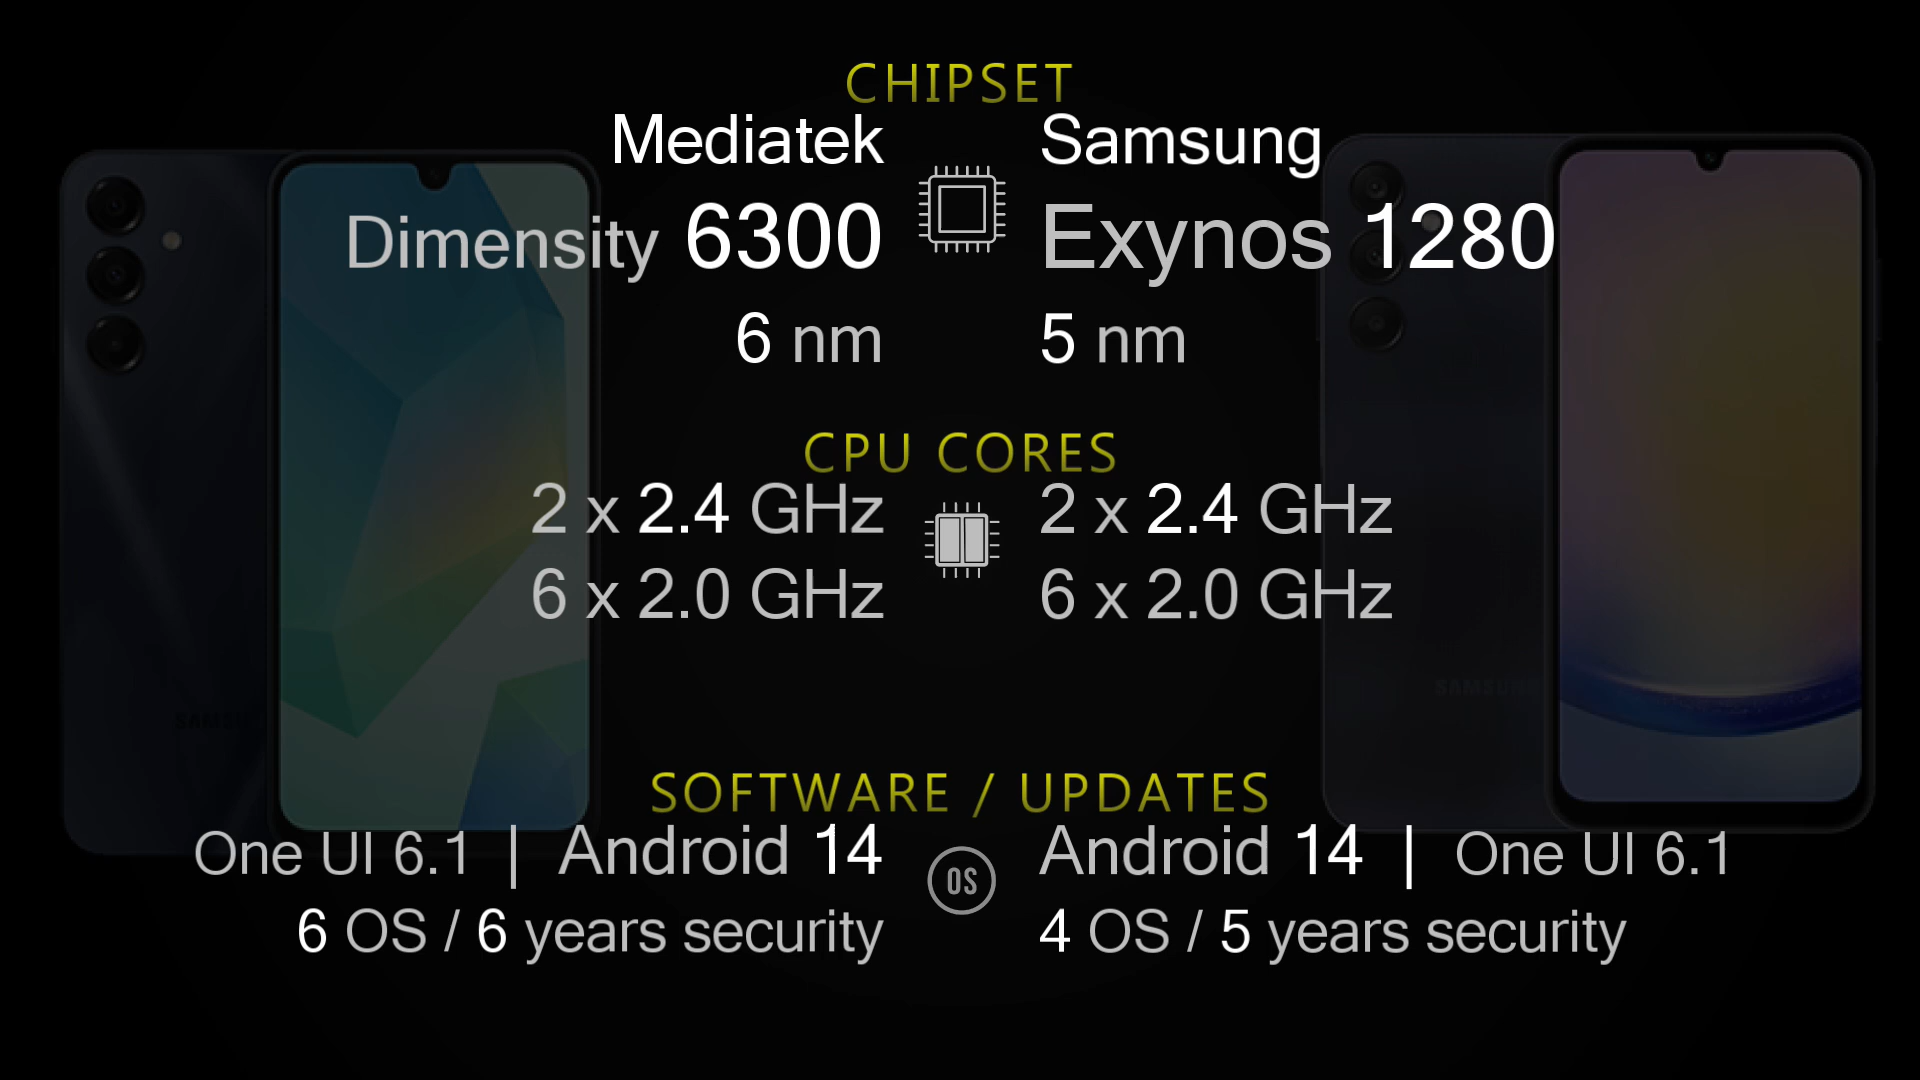 CHIPSET
Mediatek
Samsung
Dimensity 6300
Exynos 1280
6 nm
5 nm
CPU CORES
2 x 2.4 GHz
2 x 2.4 GHz
6 x 2.0 GHz
6 x 2.0 GHz
SAMSUNG
SOFTWARE / UPDATES
One UI 6.1 | Android 14
OS
Android 14 | One UI 6.1
6 OS / 6 years security
4 OS / 5 years security